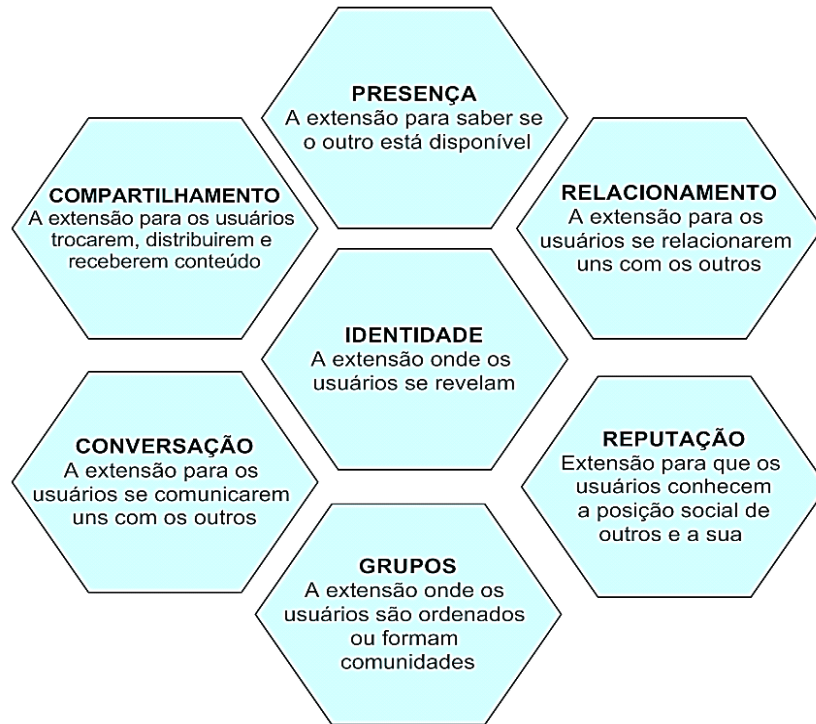 PRESENÇA
A extensão para saber se
o outro está disponível
COMPARTILHAMENTO
A extensão para os usuários
trocarem, distribuirem e
receberem conteúdo
RELACIONAMENTO
A extensão para os
usuários se relacionarem
uns com os outros
IDENTIDADE
A extensão onde os
usuários se revelam
CONVERSAÇÃO
A extensão para os
usuários se comunicarem
uns com os outros
REPUTAÇÃO
Extensão para que os
usuários conhecem
a posição social de
outros e a sua
GRUPOS
A extensão onde os
usuários são ordenados
ou formam
comunidades